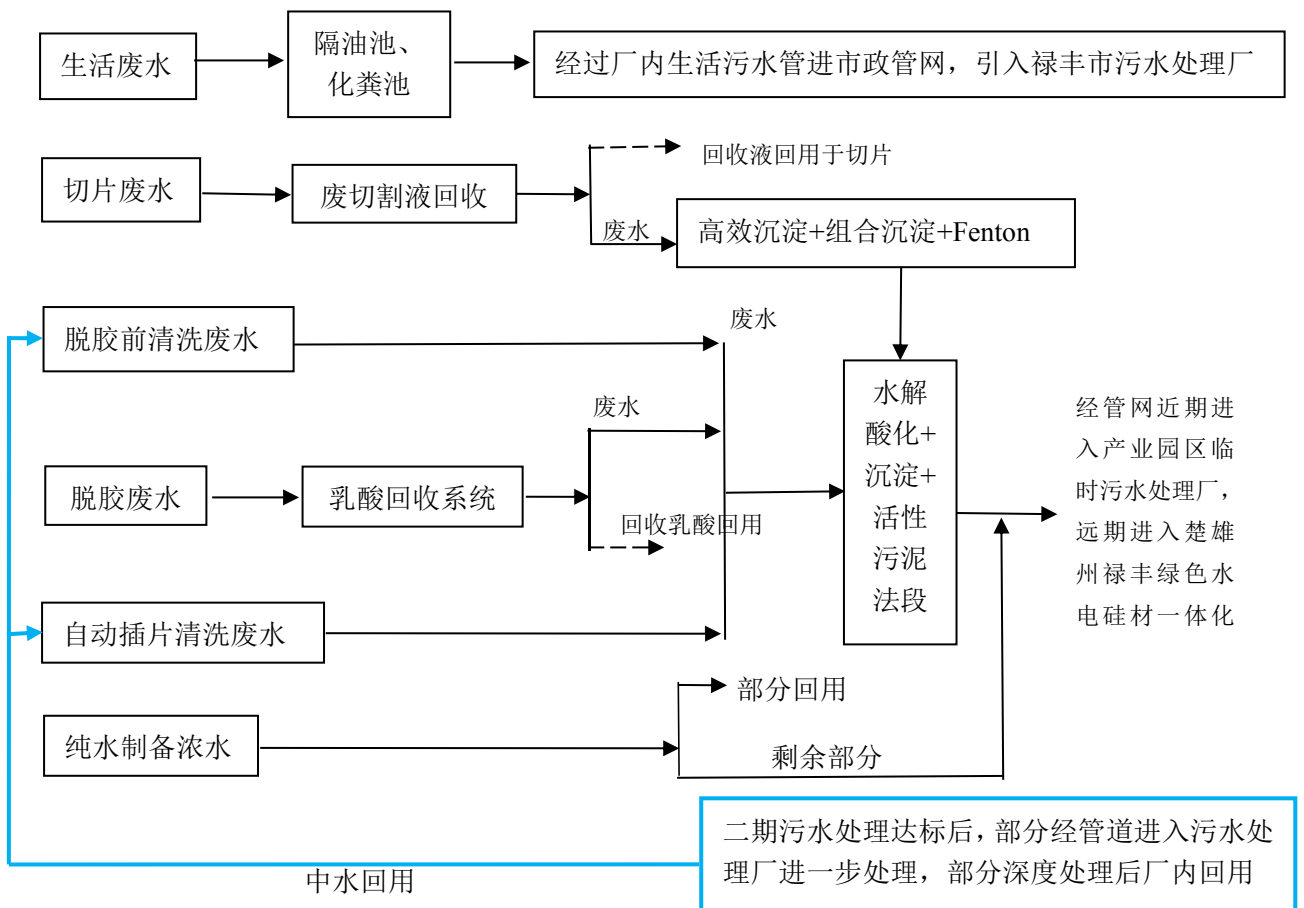 生活废水
隔油池、
化粪池
经过厂内生活污水管进市政管网，引入禄丰市污水处理厂
切片废水
废切割液回收
回收液回用于切片
废水
高效沉淀+组合沉淀+Fenton
脱胶前清洗废水
废水
脱胶废水
乳酸回收系统
废水
回收乳酸回用
自动插片清洗废水
水解
酸化+
沉淀+
活性
污泥
法段
经管网近期进
入产业园区临
时污水处理厂，
远期进入楚雄
州禄丰绿色水
电硅材一体化
纯水制备浓水
部分回用
剩余部分
二期污水处理达标后，部分经管道进入污水处
理厂进一步处理，部分深度处理后厂内回用
中水回用